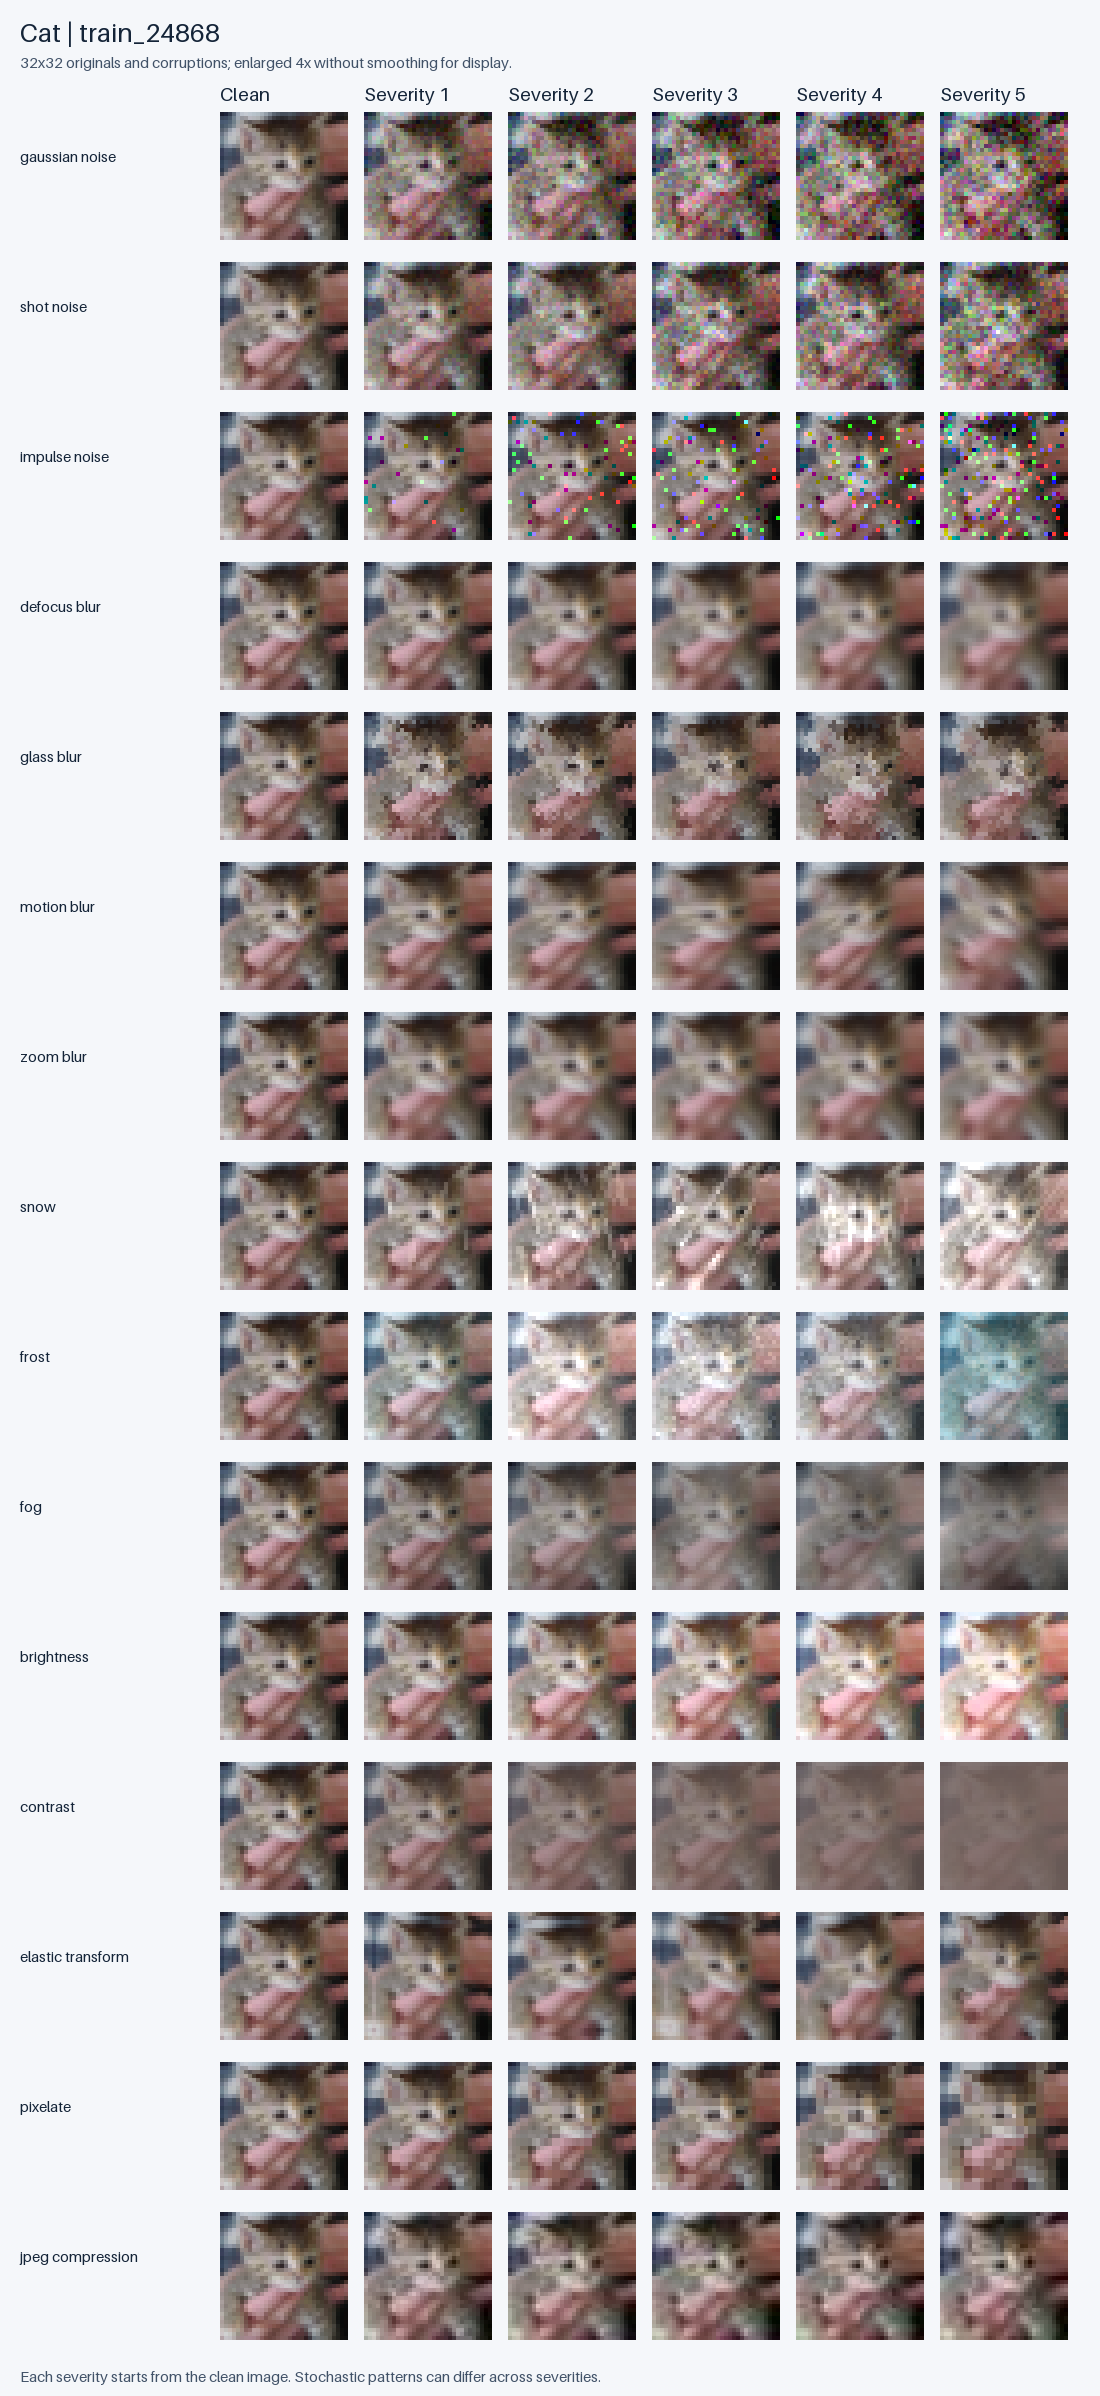 Cat | train_24868
32x32 originals and corruptions; enlarged 4x without smoothing for display.
Clean Severity 1 Severity 2 Severity 3 Severity 4 Severity 5
gaussian noise
shot noise
impulse noise
defocus blur
glass blur
motion blur
zoom blur
snow
frost
fog
brightness
contrast
elastic transform
pixelate
jpeg compression
Each severity starts from the clean image. Stochastic patterns can differ across severities.